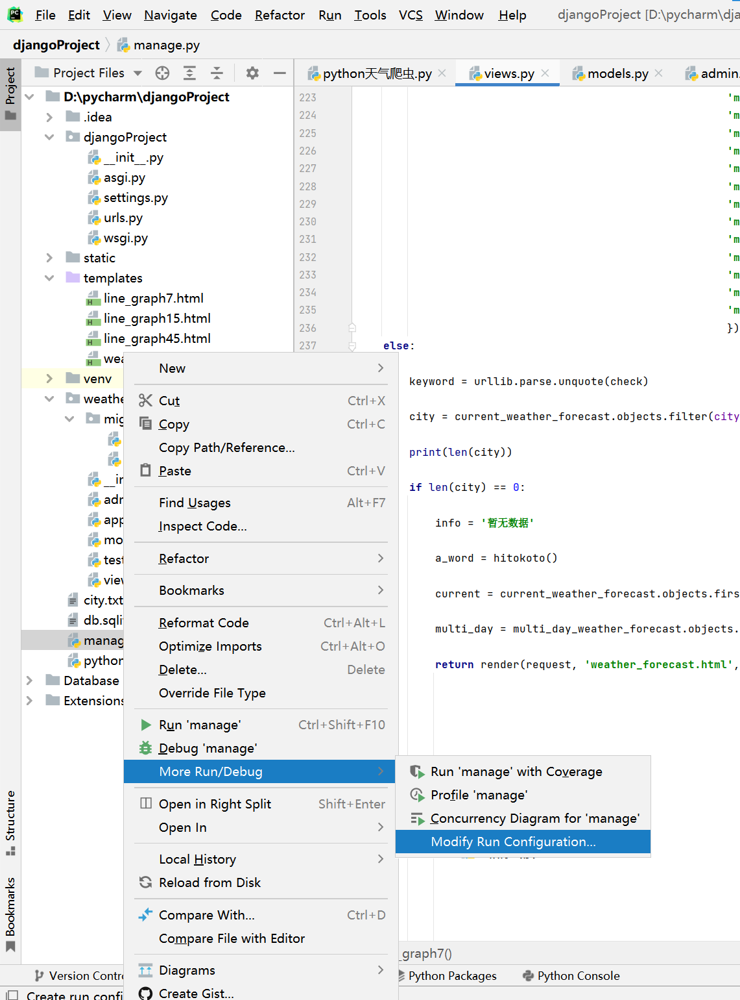 File Edit View Navigate Code Refactor Run Tools VCS Window Help djangoProject [D:\pycharm\dja
djangoProject manage.py
Project
Project Files
python天气爬虫.py views.py models.py admin.
D:\pycharm\djangoProject
.idea
djangoProject
__init__.py
asgi.py
settings.py
urls.py
wsgi.py
static
templates
line_graph7.html
line_graph15.html
line_graph45.html
wea
venv
weathe
mig
__in
adm
app
mo
test
view
city.txt
db.sqli
manag
python
Database
Extensions
223 'm
224 'm
225 'm
226 'm
227 'm
228 'm
229 'm
230 'm
231 'm
232 'm
233 'm
234 'm
235 'm
236 })
237 else:
keyword = urllib.parse.unquote(check)
city = current_weather_forecast.objects.filter(city
print(len(city))
if len(city) == 0:
info = '暂无数据'
a_word = hitokoto()
current = current_weather_forecast.objects.firs
multi_day = multi_day_weather_forecast.objects.
return render(request, 'weather_forecast.html',
New
Cut Ctrl+X
Copy Ctrl+C
Copy Path/Reference...
Paste Ctrl+V
Find Usages Alt+F7
Inspect Code...
Refactor
Bookmarks
Reformat Code Ctrl+Alt+L
Optimize Imports Ctrl+Alt+O
Delete... Delete
Override File Type
Run 'manage' Ctrl+Shift+F10
Debug 'manage'
More Run/Debug
Open in Right Split Shift+Enter
Open In
Local History
Reload from Disk
Compare With... Ctrl+D
Compare File with Editor
Diagrams
Create Gist...
Run 'manage' with Coverage
Profile 'manage'
Concurrency Diagram for 'manage'
Modify Run Configuration...
Structure
Bookmarks
_graph7()
Version Contro Python Packages Python Console
Create run confi